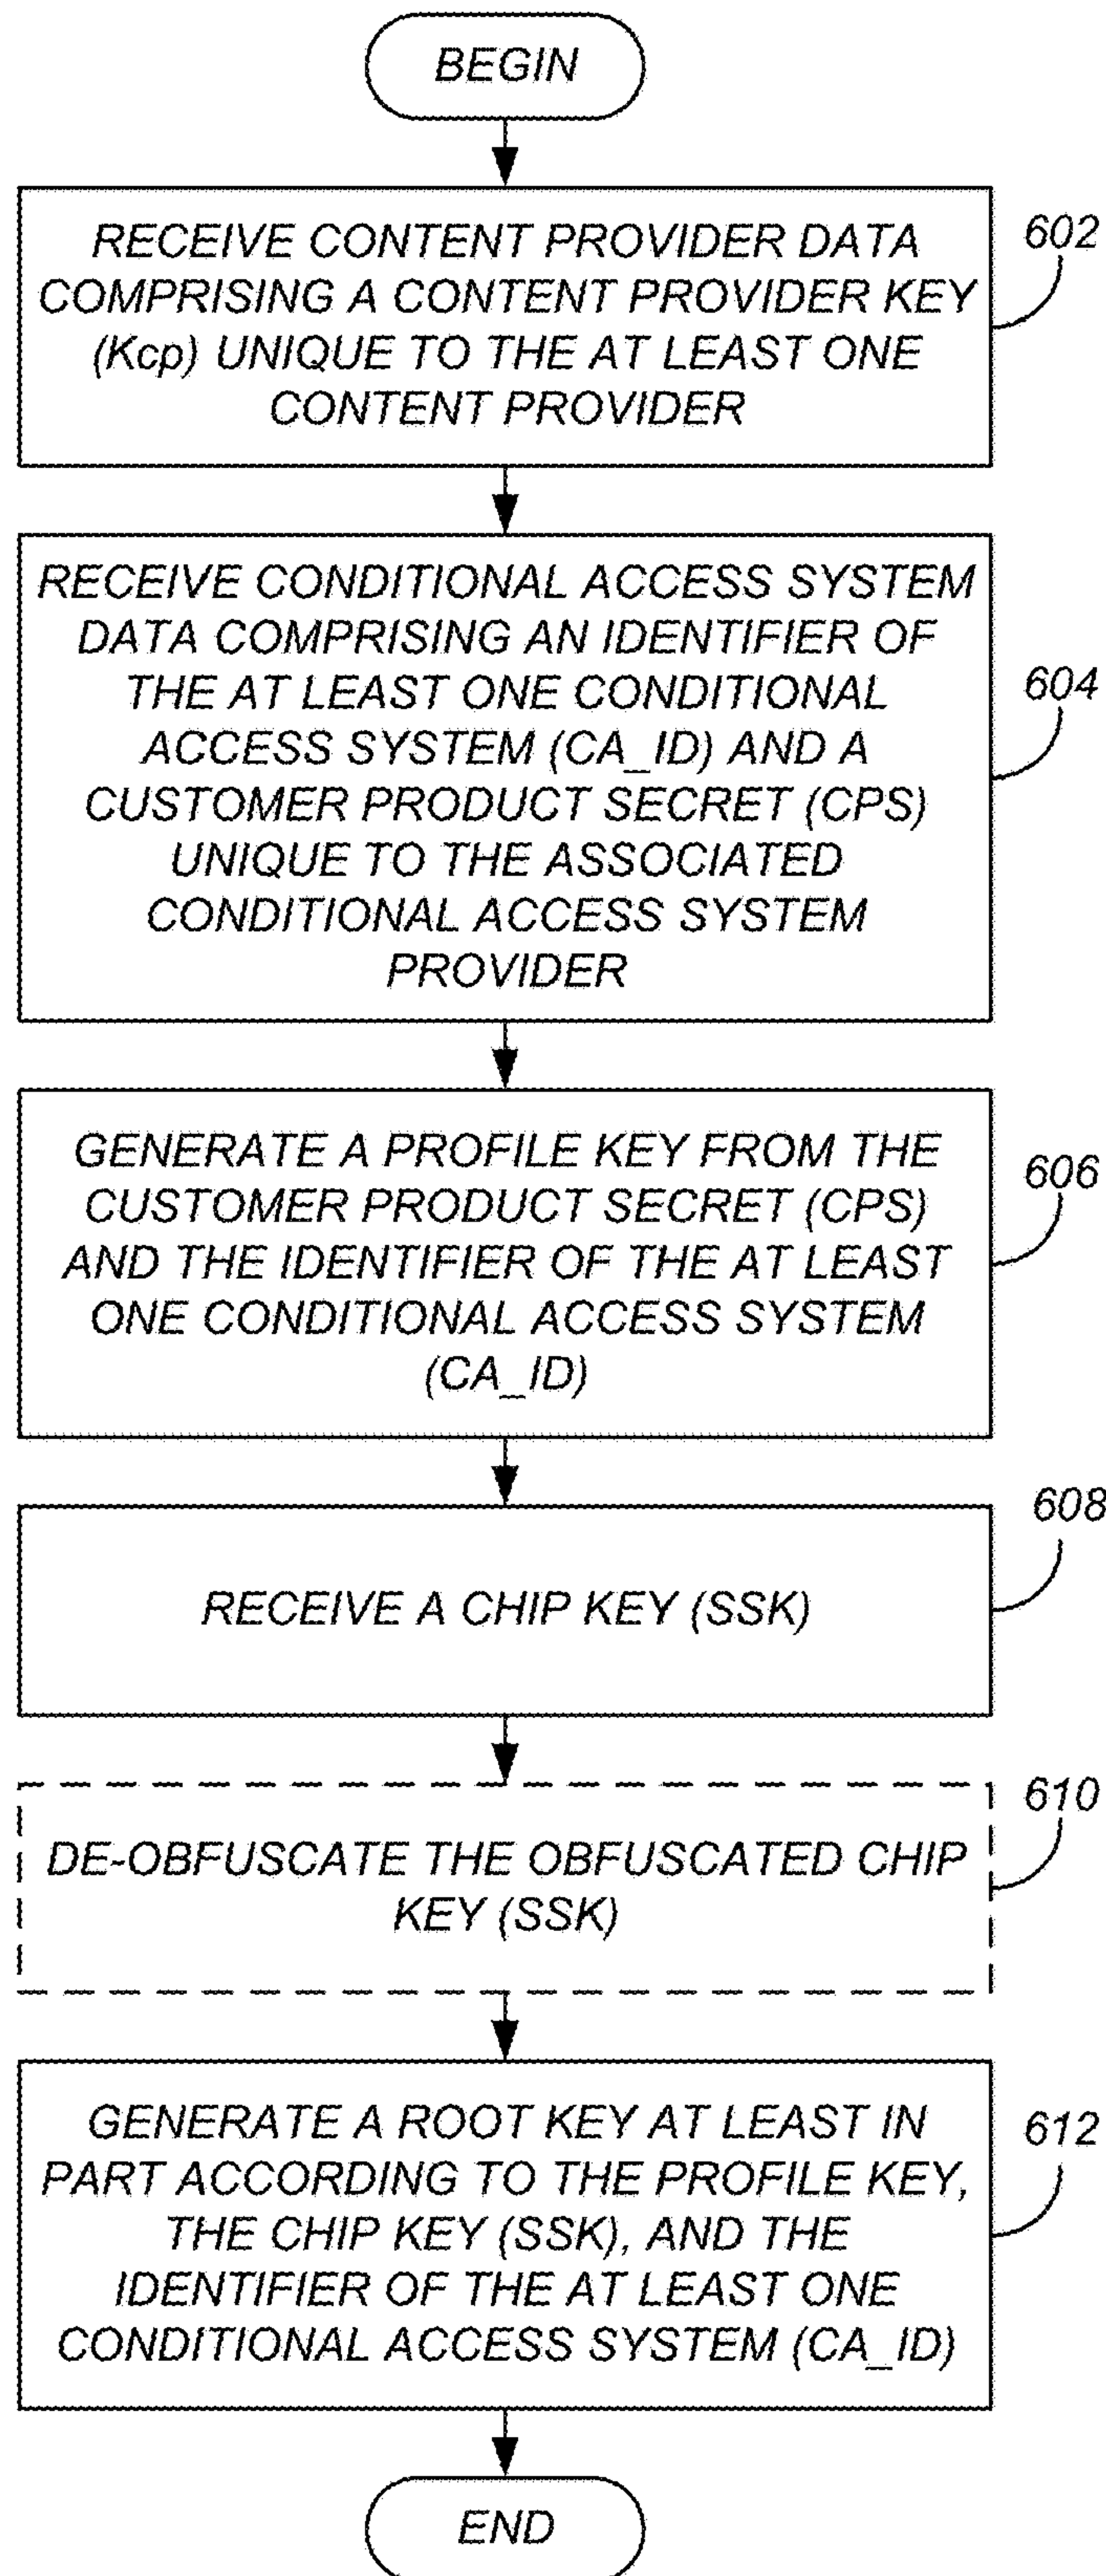 BEGIN
RECEIVE CONTENT PROVIDER DATA
COMPRISING A CONTENT PROVIDER KEY
(Kcp) UNIQUE TO THE AT LEAST ONE
CONTENT PROVIDER
602
RECEIVE CONDITIONAL ACCESS SYSTEM
DATA COMPRISING AN IDENTIFIER OF
THE AT LEAST ONE CONDITIONAL
ACCESS SYSTEM (CA_ID) AND A
CUSTOMER PRODUCT SECRET (CPS)
UNIQUE TO THE ASSOCIATED
CONDITIONAL ACCESS SYSTEM
PROVIDER
604
GENERATE A PROFILE KEY FROM THE
CUSTOMER PRODUCT SECRET (CPS)
AND THE IDENTIFIER OF THE AT LEAST
ONE CONDITIONAL ACCESS SYSTEM
(CA_ID)
606
RECEIVE A CHIP KEY (SSK)
608
DE-OBFUSCATE THE OBFUSCATED CHIP
KEY (SSK)
610
GENERATE A ROOT KEY AT LEAST IN
PART ACCORDING TO THE PROFILE KEY,
THE CHIP KEY (SSK), AND THE
IDENTIFIER OF THE AT LEAST ONE
CONDITIONAL ACCESS SYSTEM (CA_ID)
612
END